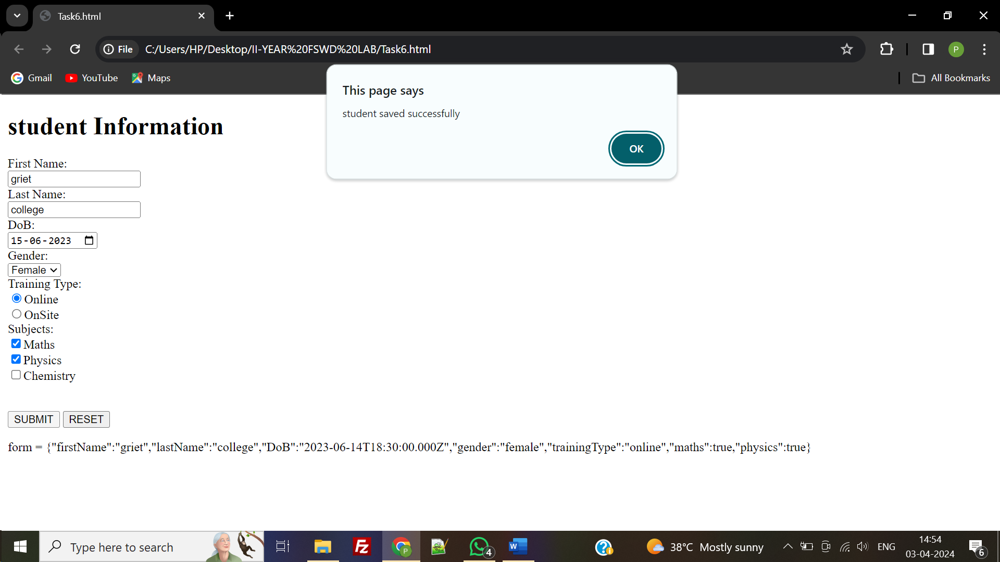 Task6.html
File C:/Users/HP/Desktop/II-YEAR%20FSWD%20LAB/Task6.html
P
Gmail YouTube Maps All Bookmarks
This page says
student saved successfully
OK
student Information
First Name:
griet
Last Name:
college
DoB:
15-06-2023
Gender:
Female
Training Type:
Online
OnSite
Subjects:
Maths
Physics
Chemistry
SUBMIT RESET
form = {"firstName":"griet","lastName":"college","DoB":"2023-06-14T18:30:00.000Z","gender":"female","trainingType":"online","maths":true,"physics":true}
Type here to search
Fz
P
4
W
38°C Mostly sunny
ENG
14:54
03-04-2024
6